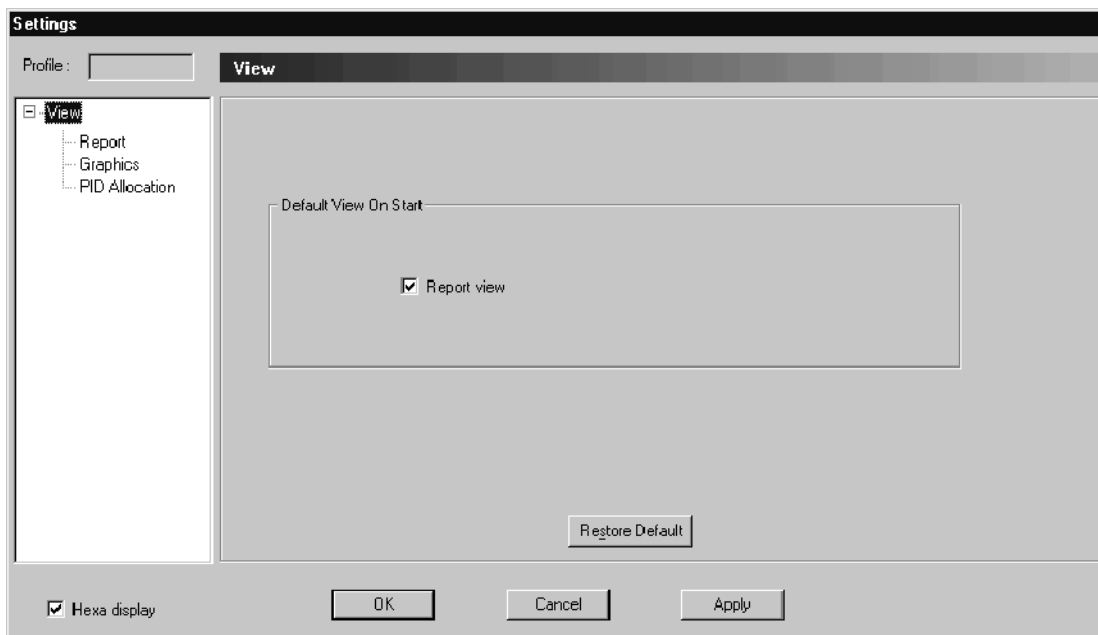 Settings
Profile :
View
View
Report
Graphics
PID Allocation
Default View On Start
Report view
Restore Default
Hexa display
OK
Cancel
Apply